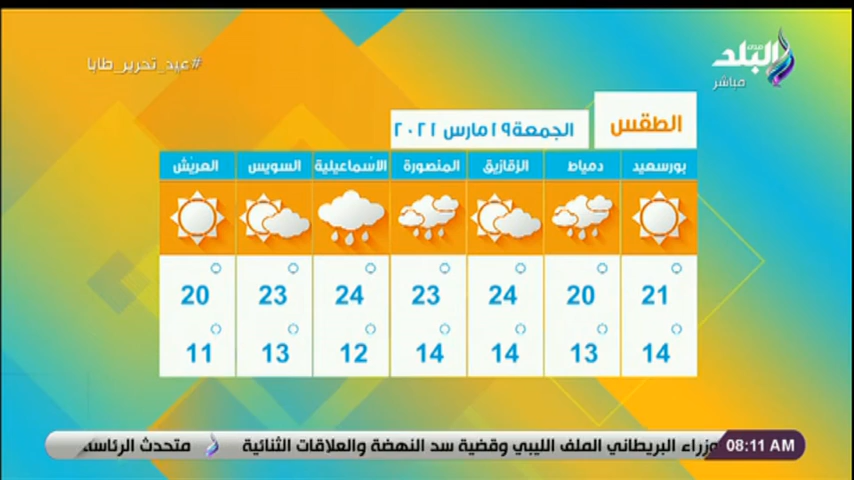 #عيد_تحرير_طابا
صدى
البلد
مباشر
الطقس
الجمعة ١٩ مارس ٢٠٢١
بورسعيد دمياط الزقازيق المنصورة الاسماعيلية السويس العريش
21 20 24 23 24 23 20
14 13 14 14 12 13 11
08:11 AM وزراء البريطاني الملف الليبي وقضية سد النهضة والعلاقات الثنائية متحدث الرئاسة